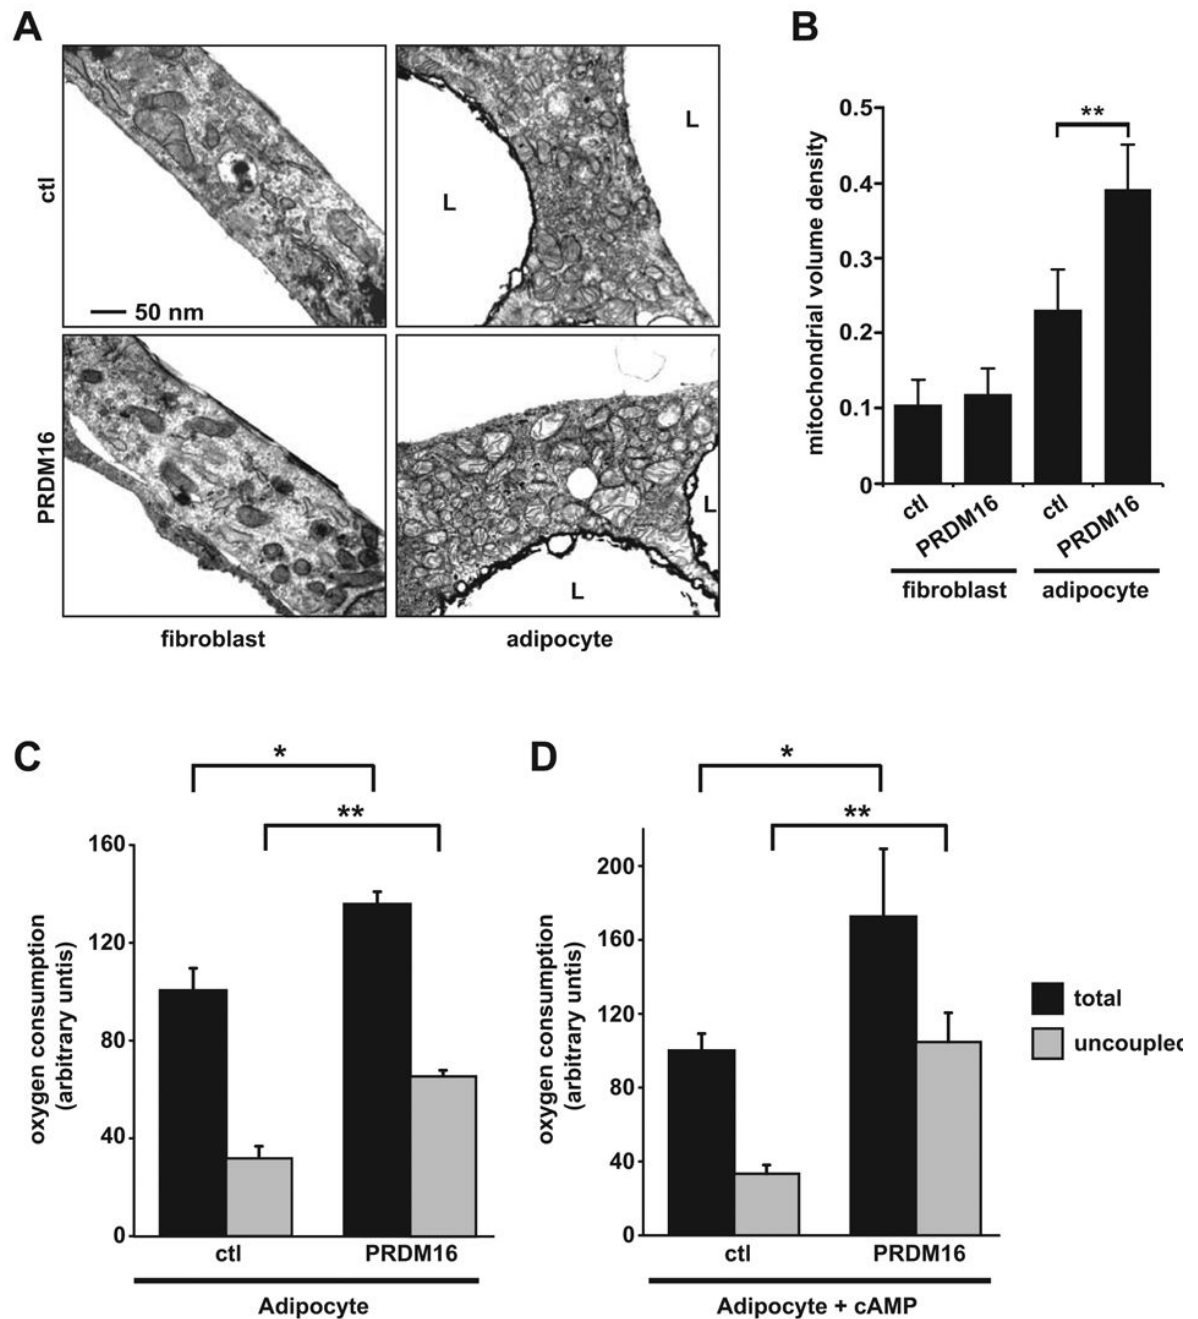 A
ctl
L
L
50 nm
PRDM16
L
L
fibroblast
adipocyte
B
mitochondrial volume density
0.5
0.4
0.3
0.2
0.1
0
**
ctl
PRDM16
ctl
PRDM16
fibroblast
adipocyte
C
*
**
oxygen consumption
(arbitrary untis)
160
120
80
40
0
ctl
PRDM16
Adipocyte
D
*
**
oxygen consumption
(arbitrary untis)
200
160
120
80
40
0
ctl
PRDM16
Adipocyte + cAMP
total
uncoupled